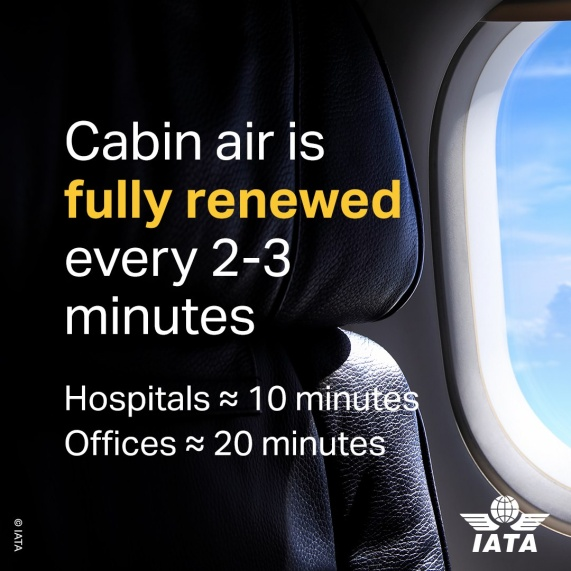 Cabin air is
fully renewed
every 2-3
minutes
Hospitals ≈ 10 minutes
Offices ≈ 20 minutes
© IATA
IATA